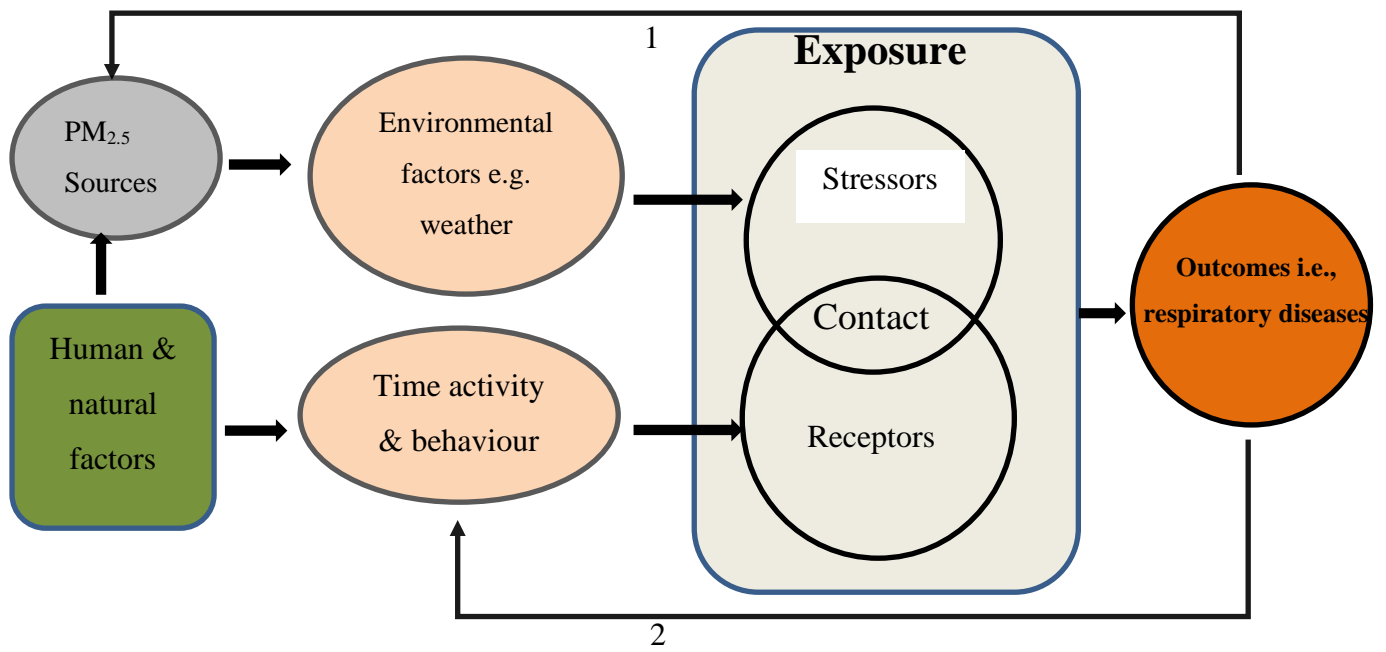 1
Exposure
PM₂.₅
Sources
Environmental
factors e.g.
weather
Stressors
Outcomes i.e.,
respiratory diseases
Contact
Human &
natural
factors
Time activity
& behaviour
Receptors
2